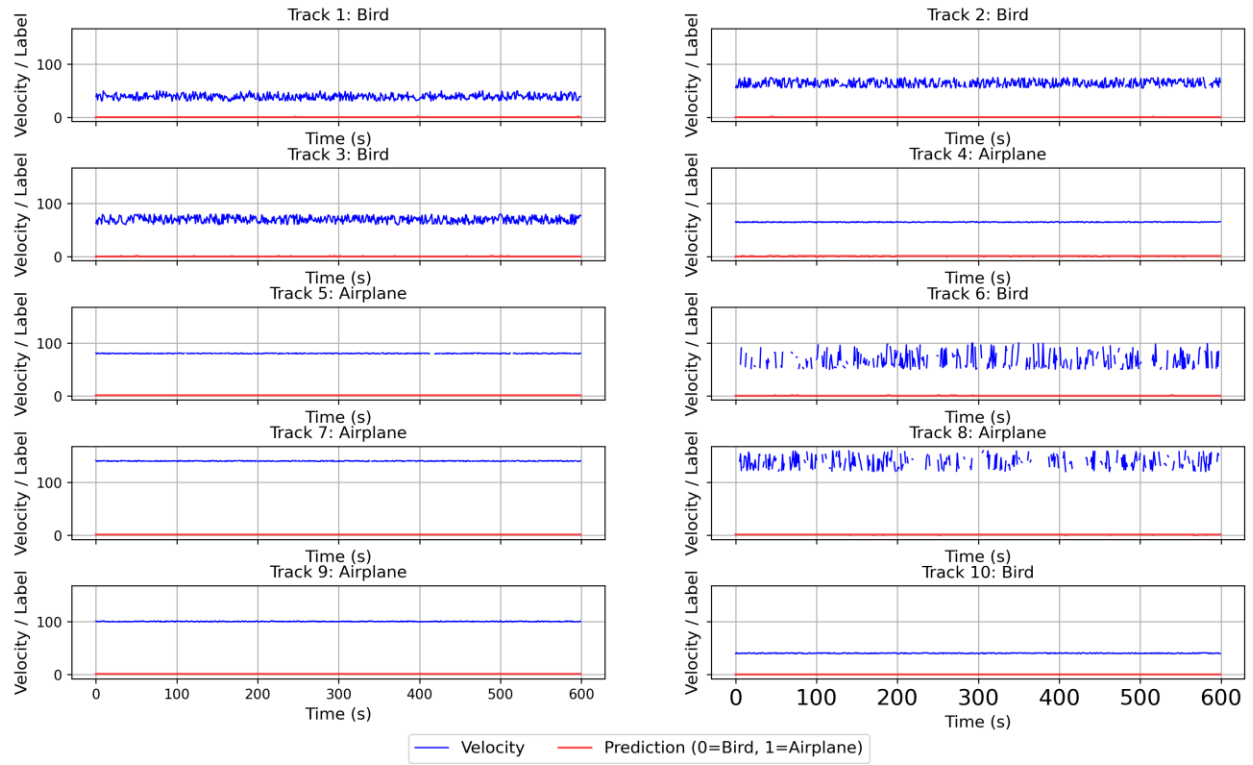 Track 1: Bird
Velocity / Label
100
0
Time (s)
Track 2: Bird
Velocity / Label
Time (s)
Track 3: Bird
Velocity / Label
100
0
Time (s)
Track 4: Airplane
Velocity / Label
Time (s)
Track 5: Airplane
Velocity / Label
100
0
Time (s)
Track 6: Bird
Velocity / Label
Time (s)
Track 7: Airplane
Velocity / Label
100
0
Time (s)
Track 8: Airplane
Velocity / Label
Time (s)
Track 9: Airplane
Velocity / Label
100
0
0 100 200 300 400 500 600
Time (s)
Track 10: Bird
Velocity / Label
0 100 200 300 400 500 600
Time (s)
Velocity Prediction (0=Bird, 1=Airplane)